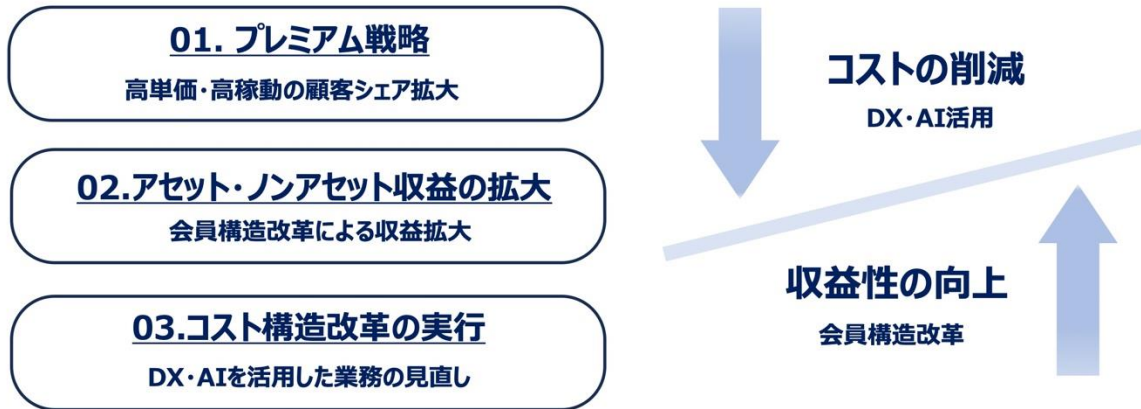 01. プレミアム戦略
高単価・高稼動の顧客シェア拡大
02.アセット・ノンアセット収益の拡大
会員構造改革による収益拡大
03.コスト構造改革の実行
DX・AIを活用した業務の見直し
コストの削減
DX・AI活用
収益性の向上
会員構造改革